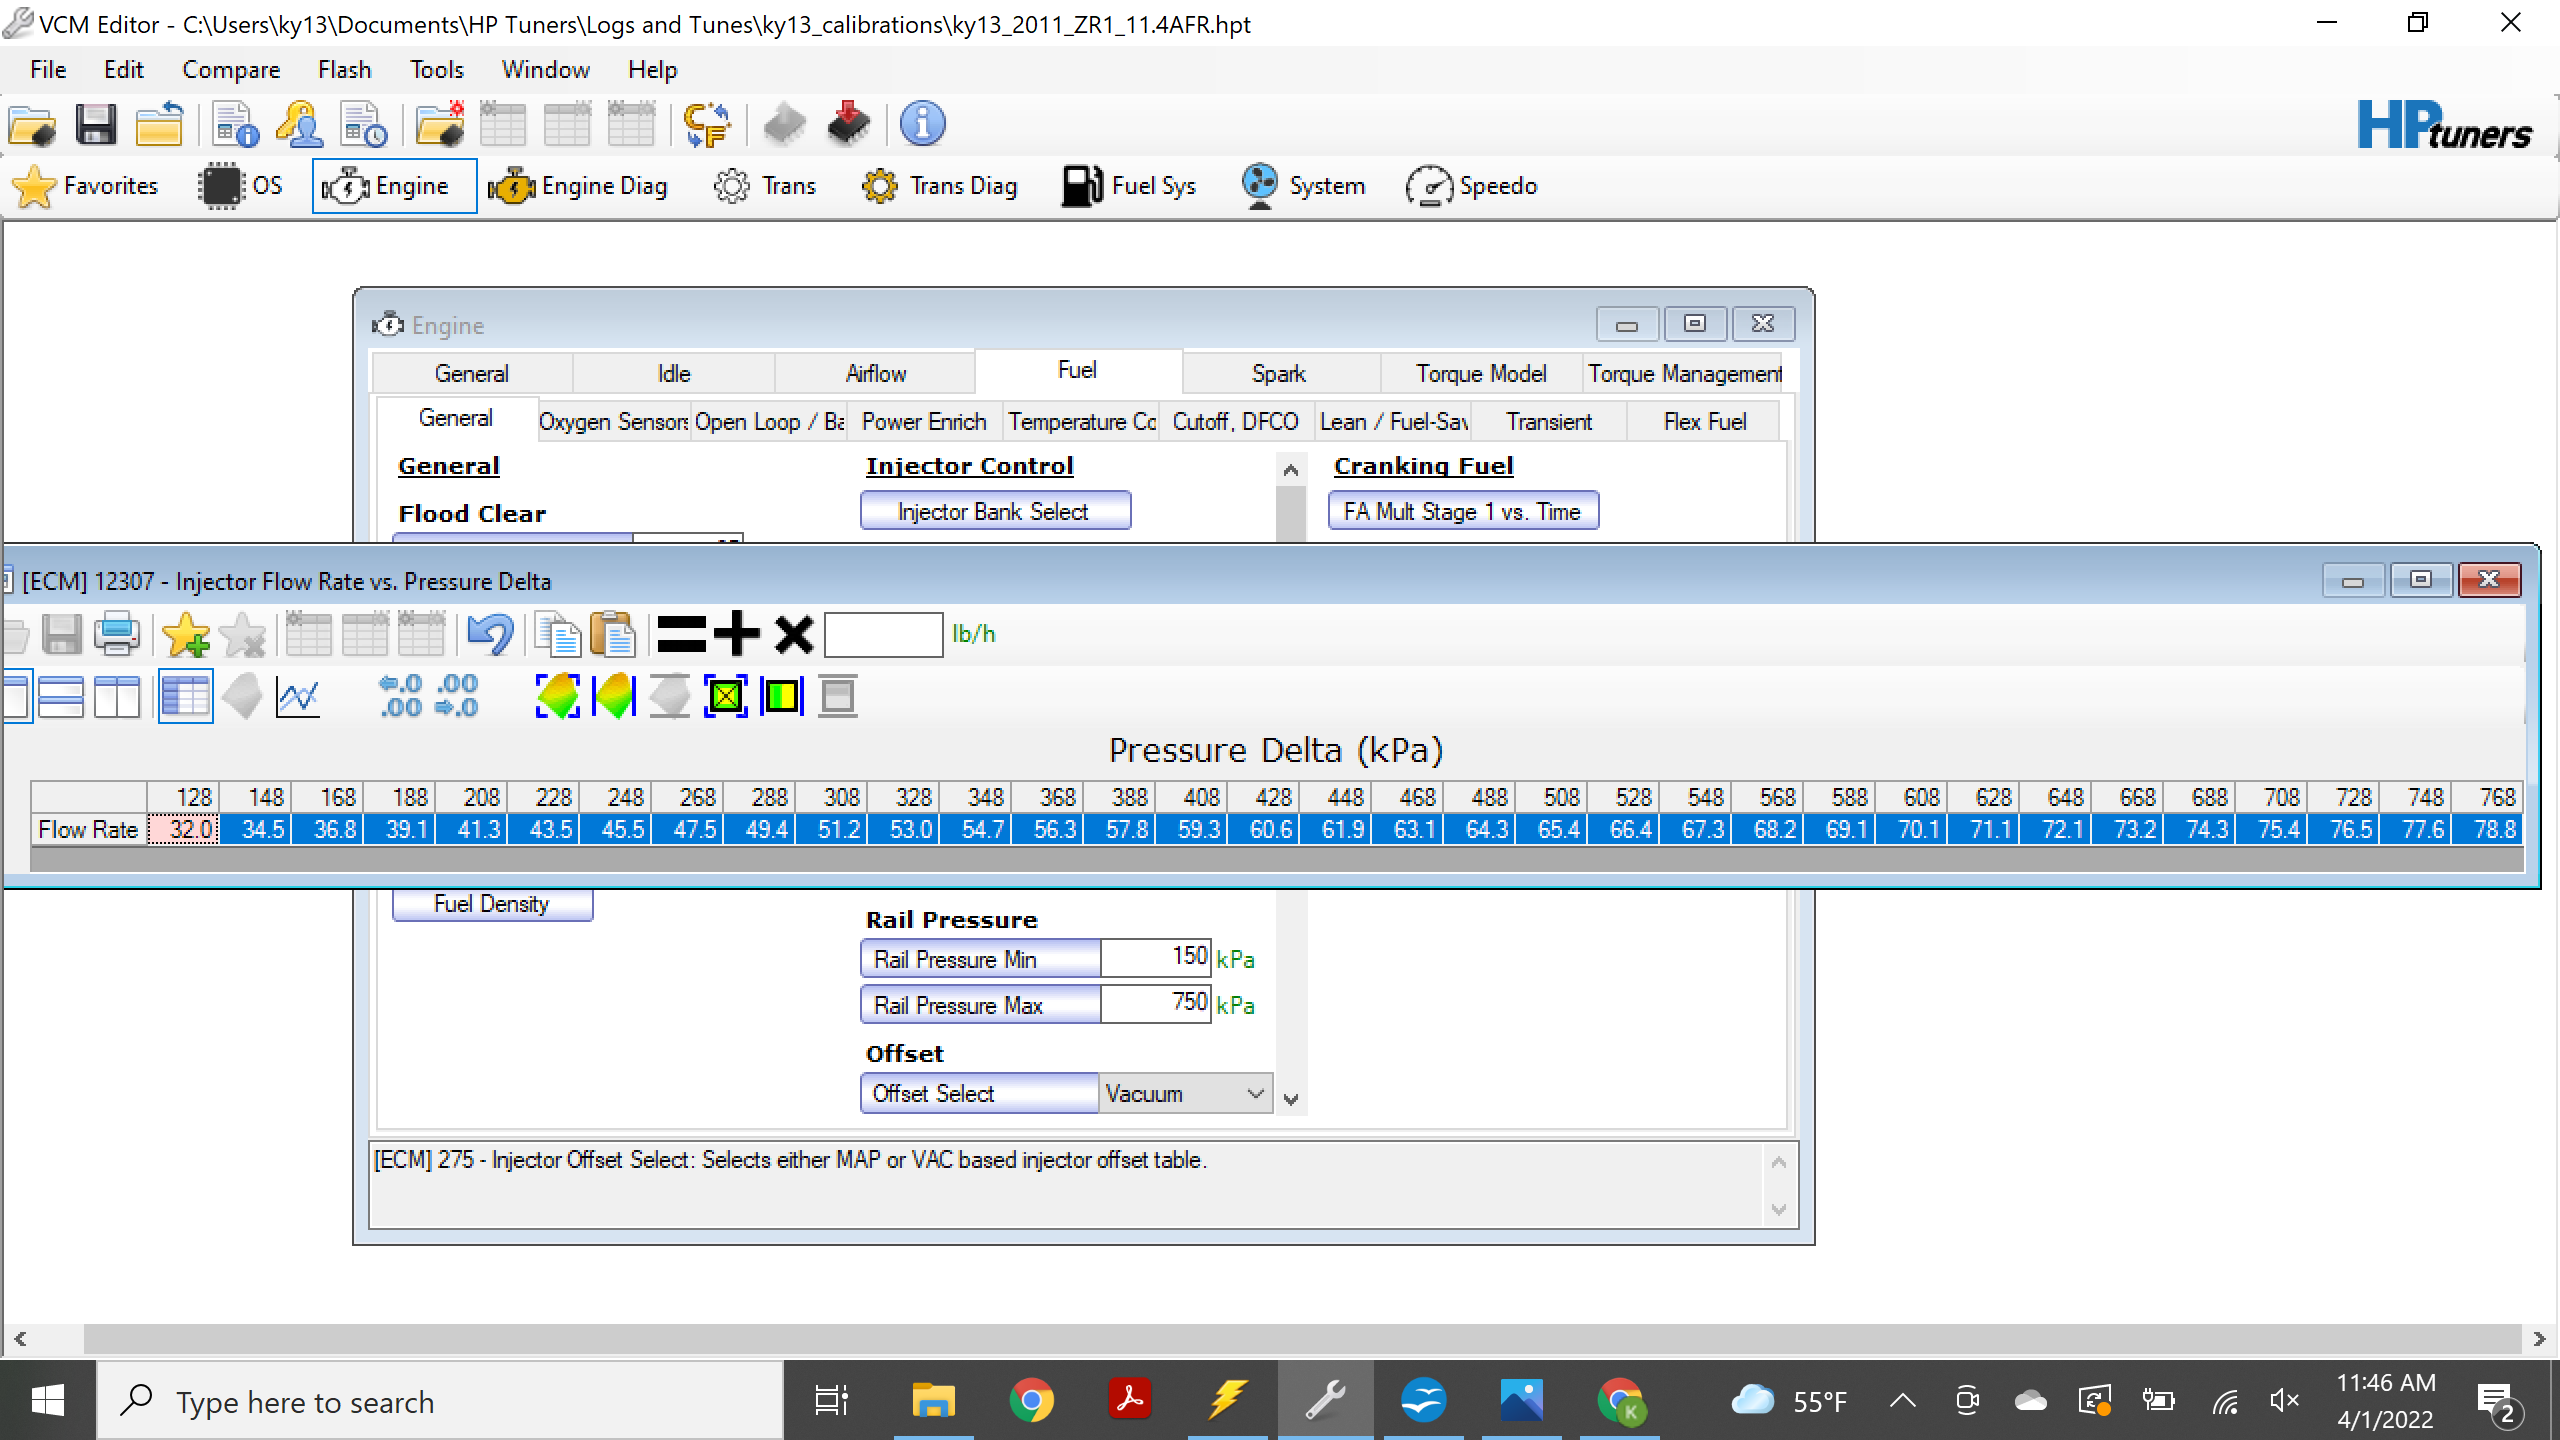 VCM Editor - C:\Users\ky13\Documents\HP Tuners\Logs and Tunes\ky13_calibrations\ky13_2011_ZR1_11.4AFR.hpt
File Edit Compare Flash Tools Window Help
HPtuners
Favorites OS Engine Engine Diag Trans Trans Diag Fuel Sys System Speedo
Engine
General Idle Airflow Fuel Spark Torque Model Torque Management
General Oxygen Sensors Open Loop / Ba Power Enrich Temperature Co Cutoff, DFCO Lean / Fuel-Sav Transient Flex Fuel
General Injector Control Cranking Fuel
Injector Bank Select FA Mult Stage 1 vs. Time
Flood Clear
[ECM] 12307 - Injector Flow Rate vs. Pressure Delta
lb/h
.0 .00
.00 .0
Pressure Delta (kPa)
128 148 168 188 208 228 248 268 288 308 328 348 368 388 408 428 448 468 488 508 528 548 568 588 608 628 648 668 688 708 728 748 768
Flow Rate 32.0 34.5 36.8 39.1 41.3 43.5 45.5 47.5 49.4 51.2 53.0 54.7 56.3 57.8 59.3 60.6 61.9 63.1 64.3 65.4 66.4 67.3 68.2 69.1 70.1 71.1 72.1 73.2 74.3 75.4 76.5 77.6 78.8
Fuel Density
Rail Pressure
Rail Pressure Min 150 kPa
Rail Pressure Max 750 kPa
Offset
Offset Select Vacuum
[ECM] 275 - Injector Offset Select: Selects either MAP or VAC based injector offset table.
Type here to search
K
55°F
11:46 AM
4/1/2022
2